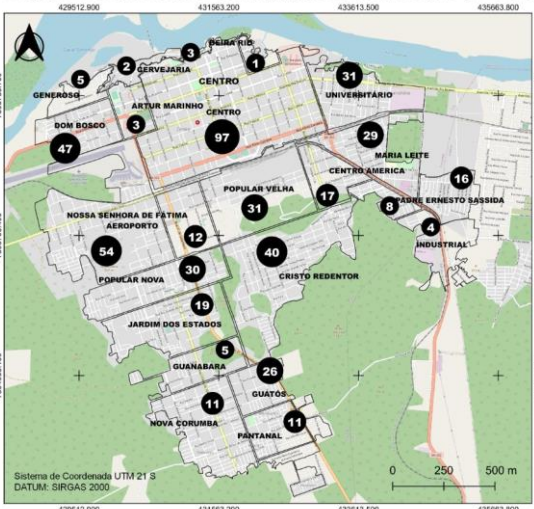 429512.900 431563.200 433613.500 435663.800
BEIRA RIO
3
2
1
CERVEJARIA
5
CENTRO
31
GENEROSO
UNIVERSITÁRIO
ARTUR MARINHO
CENTRO
DOM BOSCO
3
97
29
47
MARIA LEITE
CENTRO AMERICA
16
POPULAR VELHA
17
PADRE ERNESTO SASSIDA
31
8
NOSSA SENHORA DE FÁTIMA
AEROPORTO
4
12
INDUSTRIAL
54
40
30
POPULAR NOVA
CRISTO REDENTOR
19
JARDIM DOS ESTADOS
5
GUANABARA
26
GUATÓS
11
NOVA CORUMBA
11
PANTANAL
Sistema de Coordenada UTM 21 S
DATUM: SIRGAS 2000
0 250 500 m